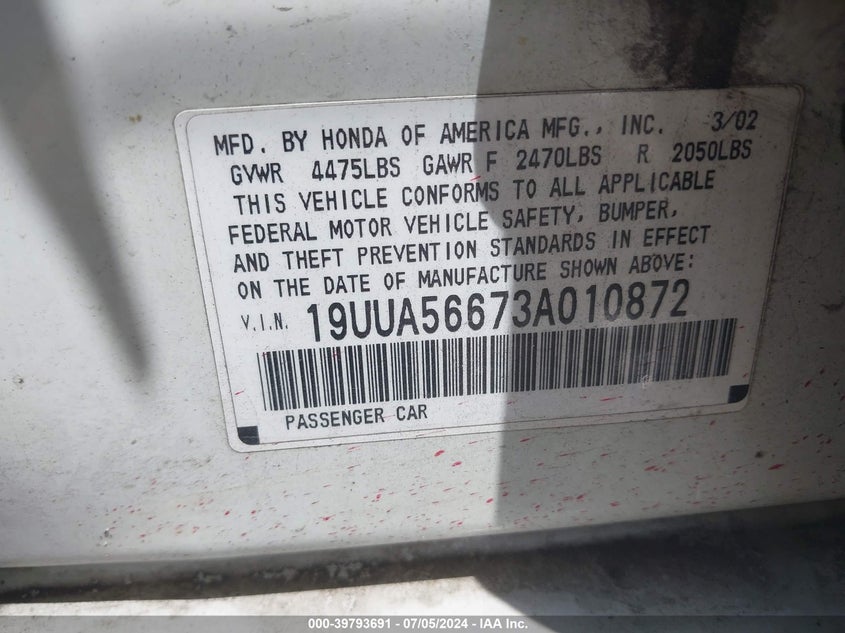 MFD. BY HONDA OF AMERICA MFG., INC. 3/02
GVWR 4475LBS GAWR F 2470LBS R 2050LBS
THIS VEHICLE CONFORMS TO ALL APPLICABLE
FEDERAL MOTOR VEHICLE SAFETY, BUMPER,
AND THEFT PREVENTION STANDARDS IN EFFECT
ON THE DATE OF MANUFACTURE SHOWN ABOVE:
V.I.N. 19UUA56673A010872
PASSENGER CAR
000-39793691 - 07/05/2024 - IAA Inc.